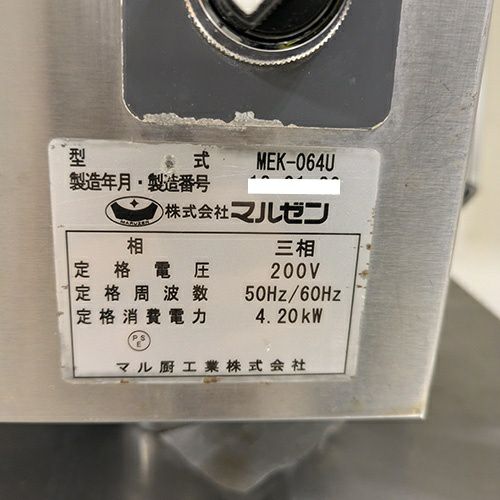 型 式 MEK-064U
製造年月・製造番号
MARUZEN 株式会社マルゼン
相 三相
定格電圧 200V
定格周波数 50Hz/60Hz
定格消費電力 4.20kW
PSE
マル厨工業株式会社